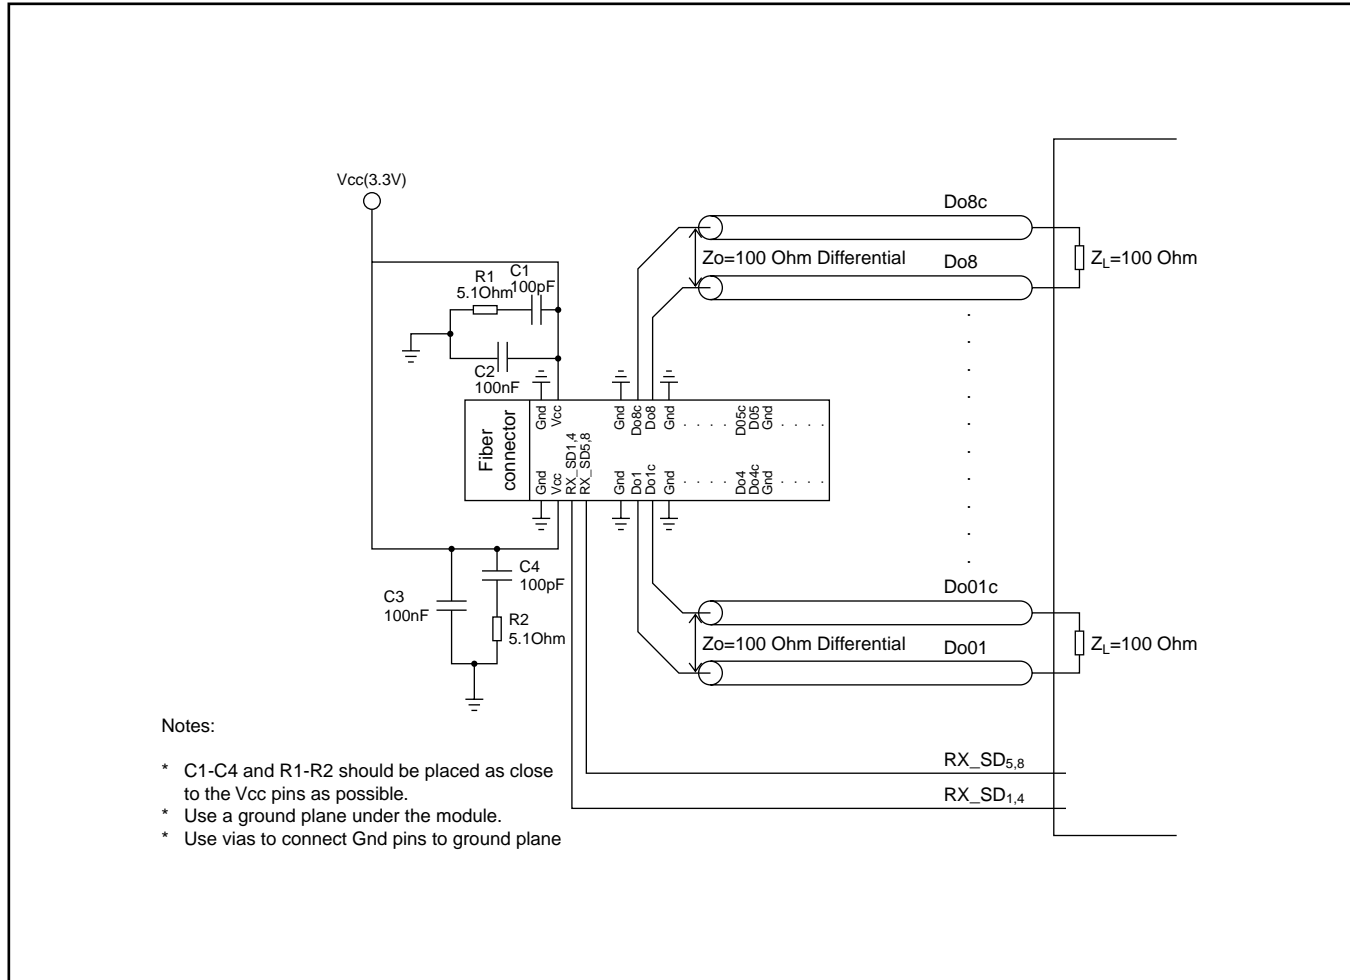 Vcc(3.3V)
Do8c
Zo=100 Ohm Differential
Do8
ZL=100 Ohm
R1
5.1Ohm
C1
100pF
C2
100nF
Fiber
connector
Gnd
Vcc
Gnd
Do8c
Do8
Gnd
. . . .
D05c
D05
Gnd
. . . .
Gnd
Vcc
RX_SD1,4
RX_SD5,8
Gnd
Do1
Do1c
Gnd
. . . .
Do4
Do4c
Gnd
. . . .
C4
100pF
C3
100nF
R2
5.1Ohm
Do01c
Zo=100 Ohm Differential
Do01
ZL=100 Ohm
RX_SD5,8
RX_SD1,4
Notes:
* C1-C4 and R1-R2 should be placed as close
to the Vcc pins as possible.
* Use a ground plane under the module.
* Use vias to connect Gnd pins to ground plane